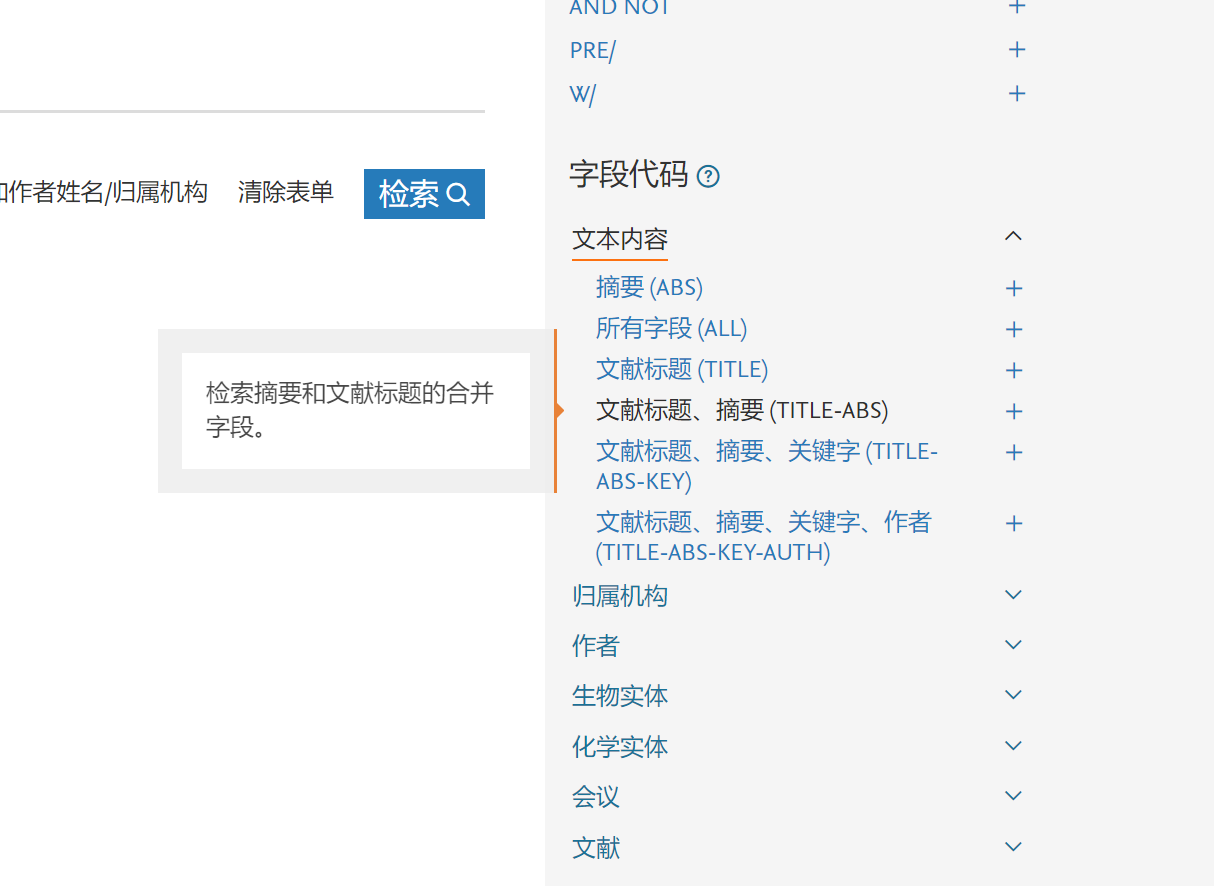 AND NOT
PRE/
W/
字段代码 ?
作者姓名/归属机构 清除表单 检索
文本内容
摘要 (ABS)
所有字段 (ALL)
文献标题 (TITLE)
检索摘要和文献标题的合并
字段。
文献标题、摘要 (TITLE-ABS)
文献标题、摘要、关键字 (TITLE-
ABS-KEY)
文献标题、摘要、关键字、作者
(TITLE-ABS-KEY-AUTH)
归属机构
作者
生物实体
化学实体
会议
文献